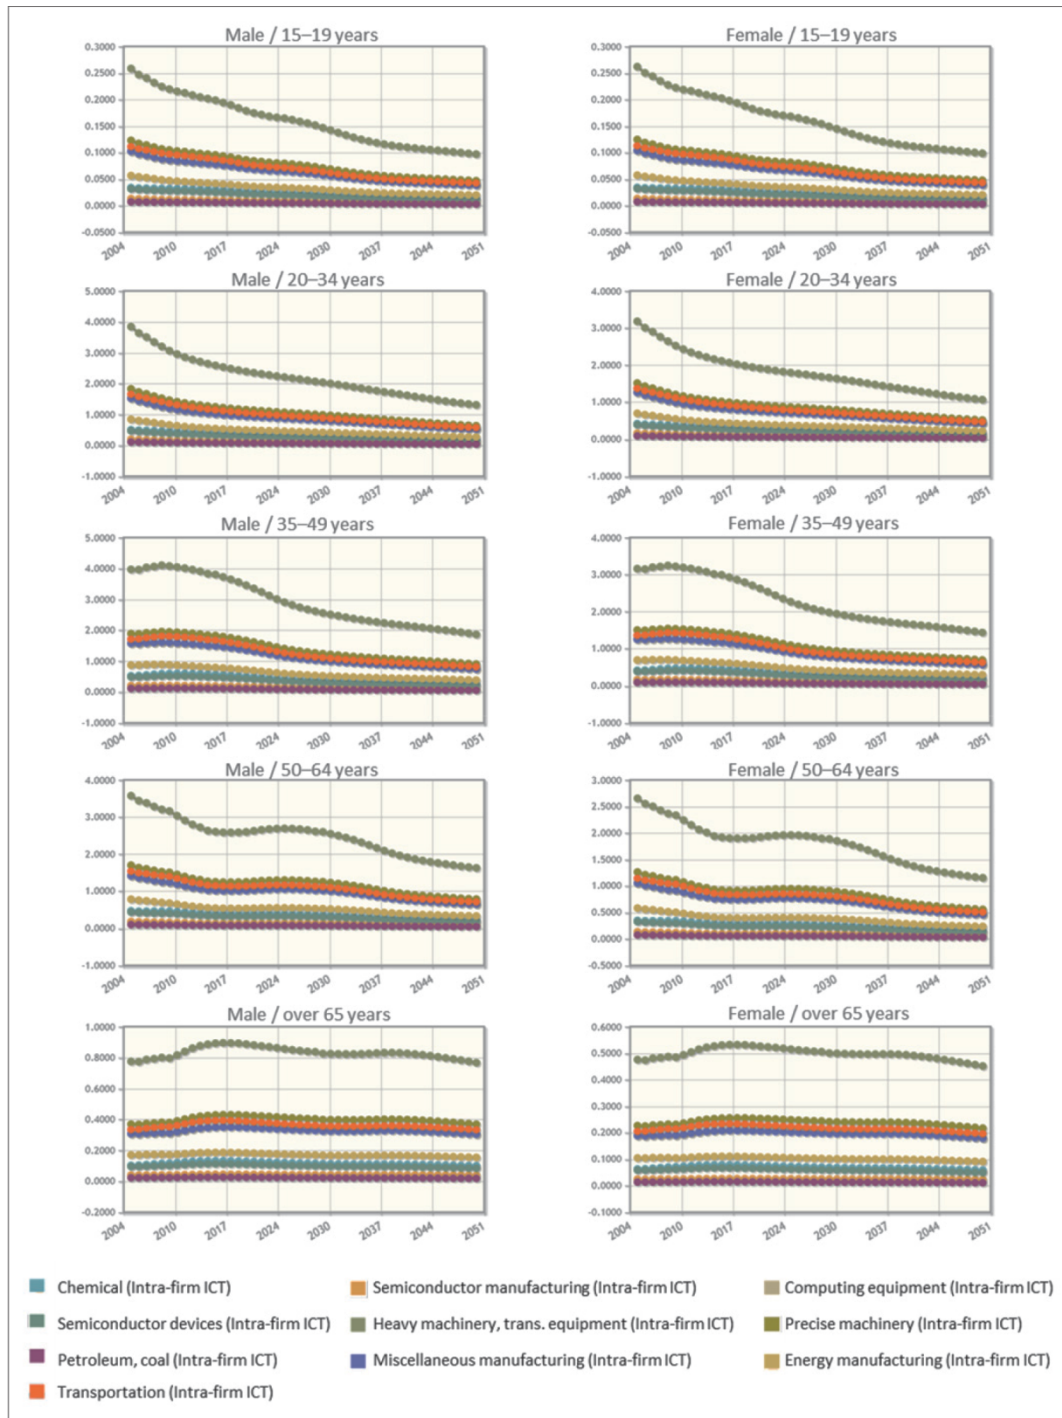 Male / 15–19 years
Female / 15–19 years
0.3000
0.2500
0.2000
0.1500
0.1000
0.0500
0.0000
-0.0500
2004 2010 2017 2024 2030 2037 2044 2051
0.3000
0.2500
0.2000
0.1500
0.1000
0.0500
0.0000
-0.0500
2004 2010 2017 2024 2030 2037 2044 2051
Male / 20–34 years
Female / 20–34 years
5.0000
4.0000
3.0000
2.0000
1.0000
0.0000
-1.0000
2004 2010 2017 2024 2030 2037 2044 2051
4.0000
3.0000
2.0000
1.0000
0.0000
-1.0000
2004 2010 2017 2024 2030 2037 2044 2051
Male / 35–49 years
Female / 35–49 years
5.0000
4.0000
3.0000
2.0000
1.0000
0.0000
-1.0000
2004 2010 2017 2024 2030 2037 2044 2051
4.0000
3.0000
2.0000
1.0000
0.0000
-1.0000
2004 2010 2017 2024 2030 2037 2044 2051
Male / 50–64 years
Female / 50–64 years
4.0000
3.0000
2.0000
1.0000
0.0000
-1.0000
2004 2010 2017 2024 2030 2037 2044 2051
3.0000
2.5000
2.0000
1.5000
1.0000
0.5000
0.0000
-0.5000
2004 2010 2017 2024 2030 2037 2044 2051
Male / over 65 years
Female / over 65 years
1.0000
0.8000
0.6000
0.4000
0.2000
0.0000
-0.2000
2004 2010 2017 2024 2030 2037 2044 2051
0.6000
0.5000
0.4000
0.3000
0.2000
0.1000
0.0000
-0.1000
2004 2010 2017 2024 2030 2037 2044 2051
Chemical (Intra-firm ICT)
Semiconductor manufacturing (Intra-firm ICT)
Computing equipment (Intra-firm ICT)
Semiconductor devices (Intra-firm ICT)
Heavy machinery, trans. equipment (Intra-firm ICT)
Precise machinery (Intra-firm ICT)
Petroleum, coal (Intra-firm ICT)
Miscellaneous manufacturing (Intra-firm ICT)
Energy manufacturing (Intra-firm ICT)
Transportation (Intra-firm ICT)